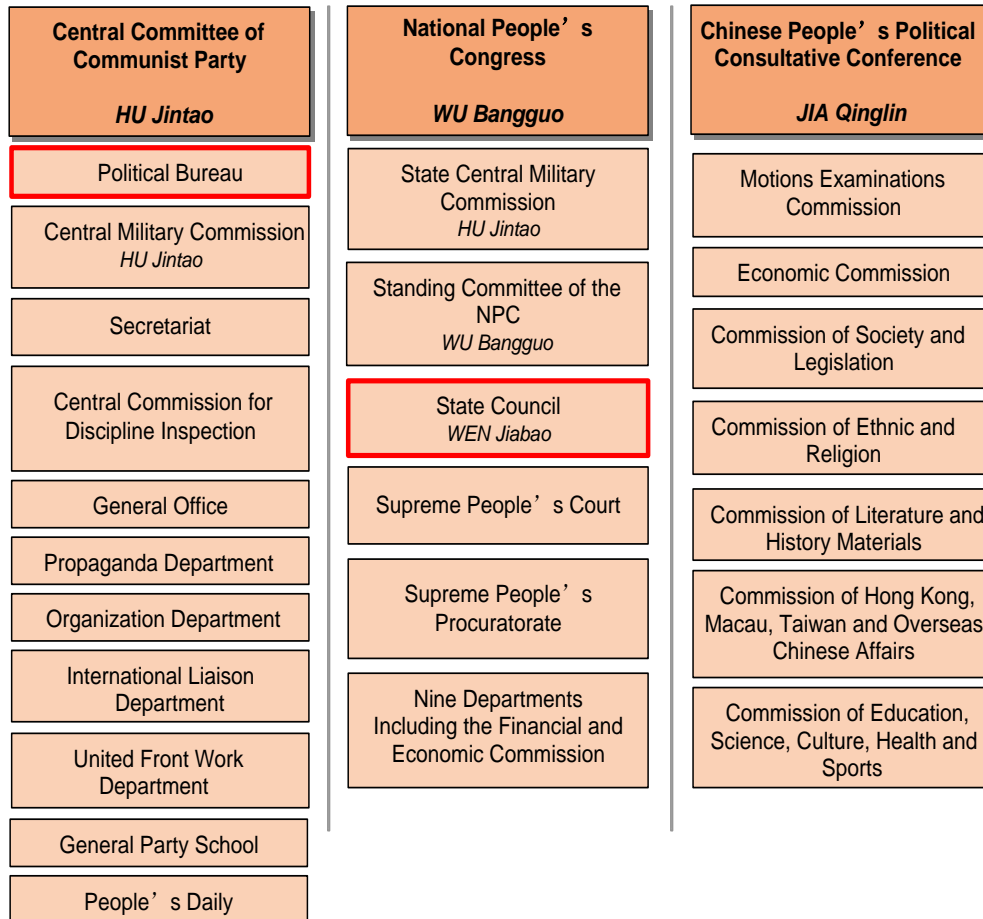 Central Committee of
Communist Party
HU Jintao
Political Bureau
Central Military Commission
HU Jintao
Secretariat
Central Commission for
Discipline Inspection
General Office
Propaganda Department
Organization Department
International Liaison
Department
United Front Work
Department
General Party School
People’s Daily
National People’s
Congress
WU Bangguo
State Central Military
Commission
HU Jintao
Standing Committee of the
NPC
WU Bangguo
State Council
WEN Jiabao
Supreme People’s Court
Supreme People’s
Procuratorate
Nine Departments
Including the Financial and
Economic Commission
Chinese People’s Political
Consultative Conference
JIA Qinglin
Motions Examinations
Commission
Economic Commission
Commission of Society and
Legislation
Commission of Ethnic and
Religion
Commission of Literature and
History Materials
Commission of Hong Kong,
Macau, Taiwan and Overseas
Chinese Affairs
Commission of Education,
Science, Culture, Health and
Sports